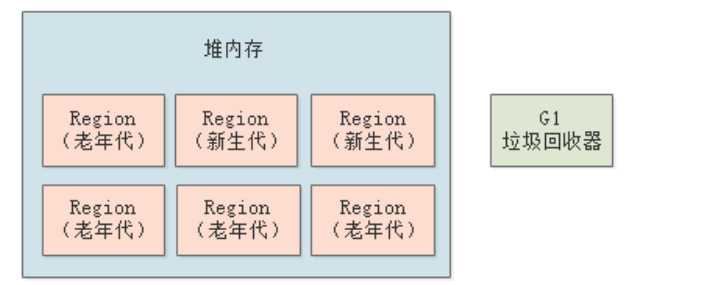 堆内存
Region
（老年代）
Region
（新生代）
Region
（新生代）
G1
垃圾回收器
Region
（老年代）
Region
（老年代）
Region
（老年代）